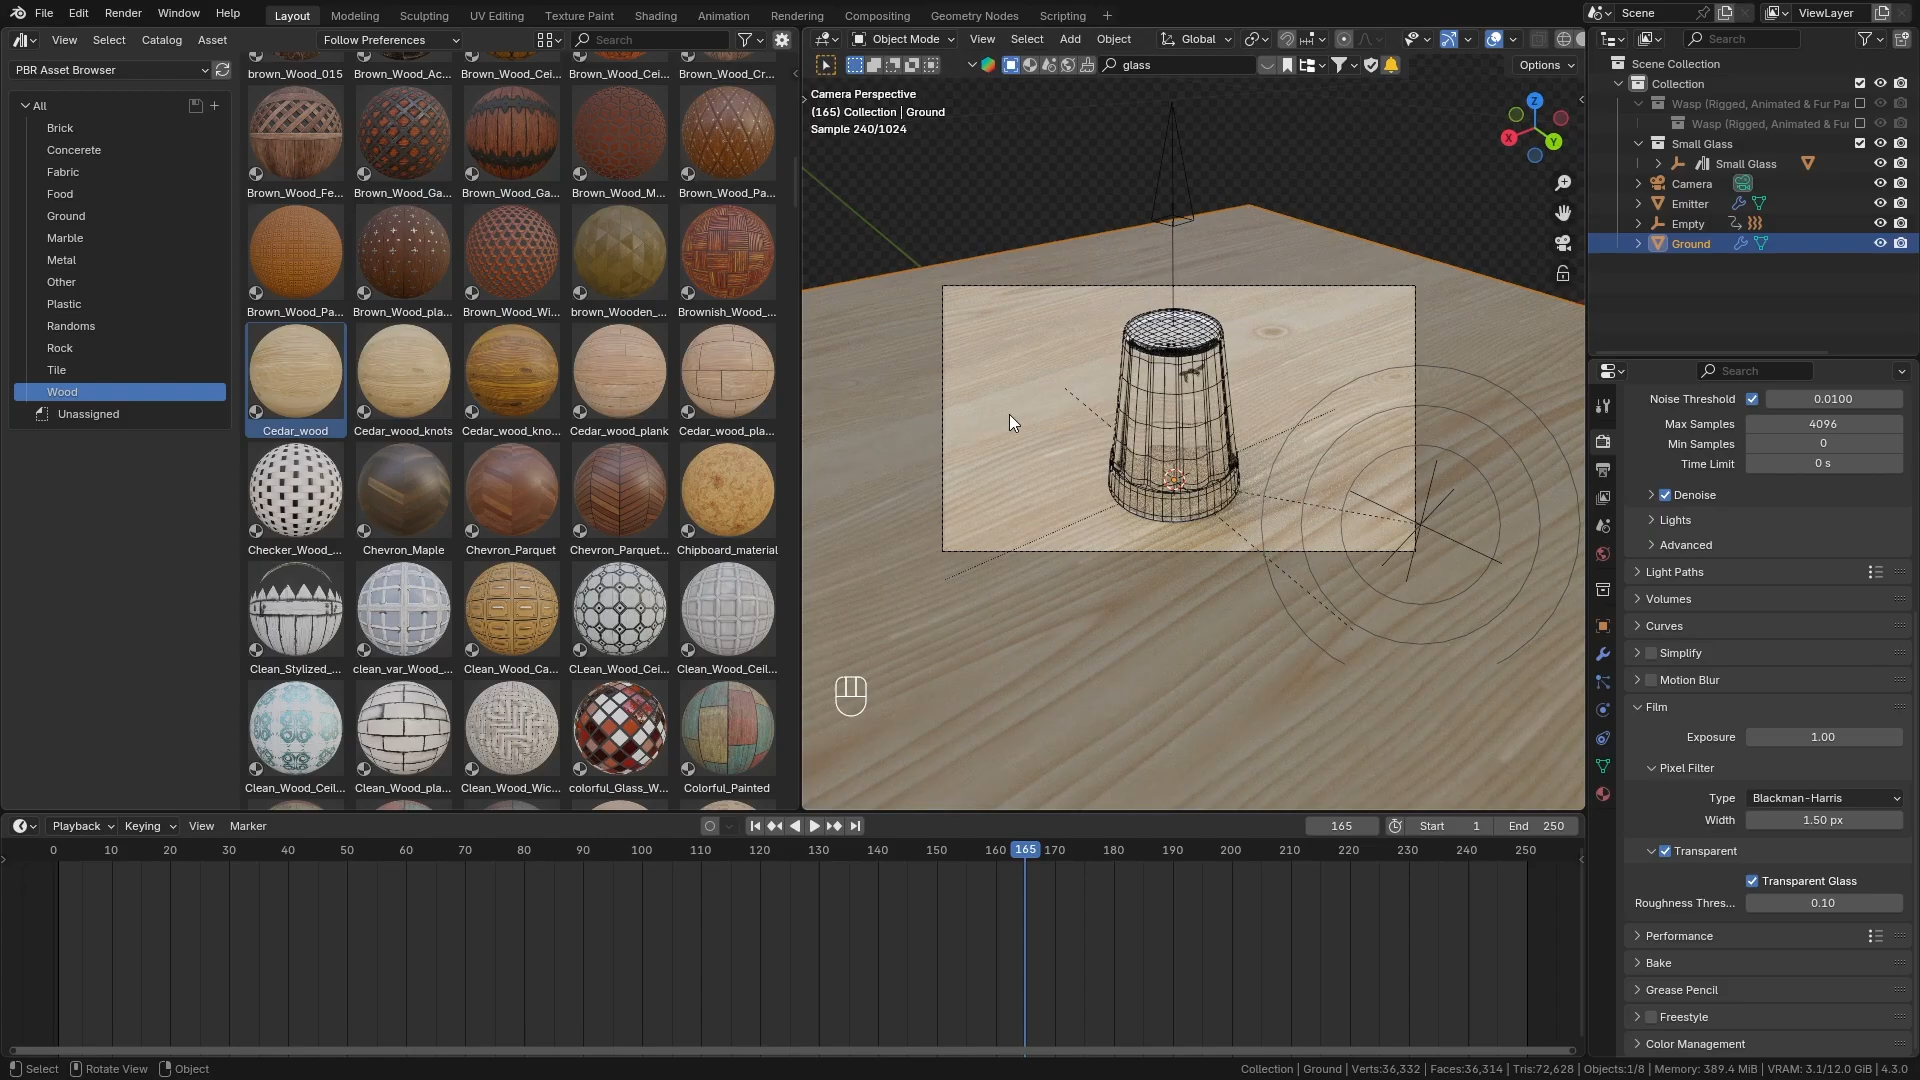 File Edit Render Window Help
Layout Modeling Sculpting UV Editing Texture Paint Shading Animation Rendering Compositing Geometry Nodes Scripting +
Scene
ViewLayer
View Select Catalog Asset
Follow Preferences
Search
PBR Asset Browser
All
Brick
Concerete
Fabric
Food
Ground
Marble
Metal
Other
Plastic
Randoms
Rock
Tile
Wood
Unassigned
brown_Wood_015 Brown_Wood_Ac... Brown_Wood_Cei... Brown_Wood_Cei... Brown_Wood_Cr...
Brown_Wood_Fe... Brown_Wood_Ga... Brown_Wood_Ga... Brown_Wood_M... Brown_Wood_Pa...
Brown_Wood_Pa... Brown_Wood_pla... Brown_Wood_Wi... brown_Wooden_... Brownish_Wood_...
Cedar_wood Cedar_wood_knots Cedar_wood_kno... Cedar_wood_plank Cedar_wood_pla...
Checker_Wood_... Chevron_Maple Chevron_Parquet Chevron_Parquet... Chipboard_material
Clean_Stylized_... clean_var_Wood_... Clean_Wood_Ca... CLean_Wood_Cei... Clean_Wood_Ceil...
Clean_Wood_Ceil... Clean_Wood_pla... Clean_Wood_Wic... colorful_Glass_W... Colorful_Painted
Object Mode View Select Add Object Global
glass
Options
Camera Perspective
(165) Collection | Ground
Sample 240/1024
Z
X
Y
Search
Scene Collection
Collection
Wasp (Rigged, Animated & Fur Par
Wasp (Rigged, Animated & Fur
Small Glass
Small Glass
Camera
Emitter
Empty
Ground
Search
Noise Threshold 0.0100
Max Samples 4096
Min Samples 0
Time Limit 0 s
Denoise
Lights
Advanced
Light Paths
Volumes
Curves
Simplify
Motion Blur
Film
Exposure 1.00
Pixel Filter
Type Blackman-Harris
Width 1.50 px
Transparent
Transparent Glass
Roughness Thres... 0.10
Performance
Bake
Grease Pencil
Freestyle
Color Management
Playback Keying View Marker
165 Start 1 End 250
0 10 20 30 40 50 60 70 80 90 100 110 120 130 140 150 160 165 170 180 190 200 210 220 230 240 250
Select Rotate View Object
Collection | Ground | Verts:36,332 | Faces:36,314 | Tris:72,628 | Objects:1/8 | Memory: 389.4 MiB | VRAM: 3.1/12.0 GiB | 4.3.0